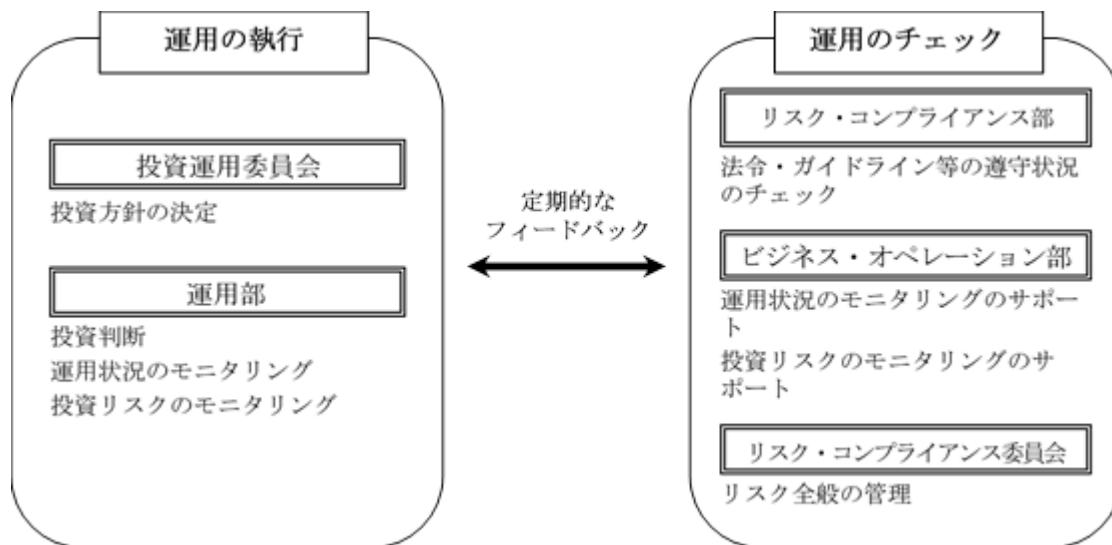 運用の執行
投資運用委員会
投資方針の決定
運用部
投資判断
運用状況のモニタリング
投資リスクのモニタリング
定期的な
フィードバック
運用のチェック
リスク・コンプライアンス部
法令・ガイドライン等の遵守状況
のチェック
ビジネス・オペレーション部
運用状況のモニタリングのサポー
ト
投資リスクのモニタリングのサ
ポート
リスク・コンプライアンス委員会
リスク全般の管理